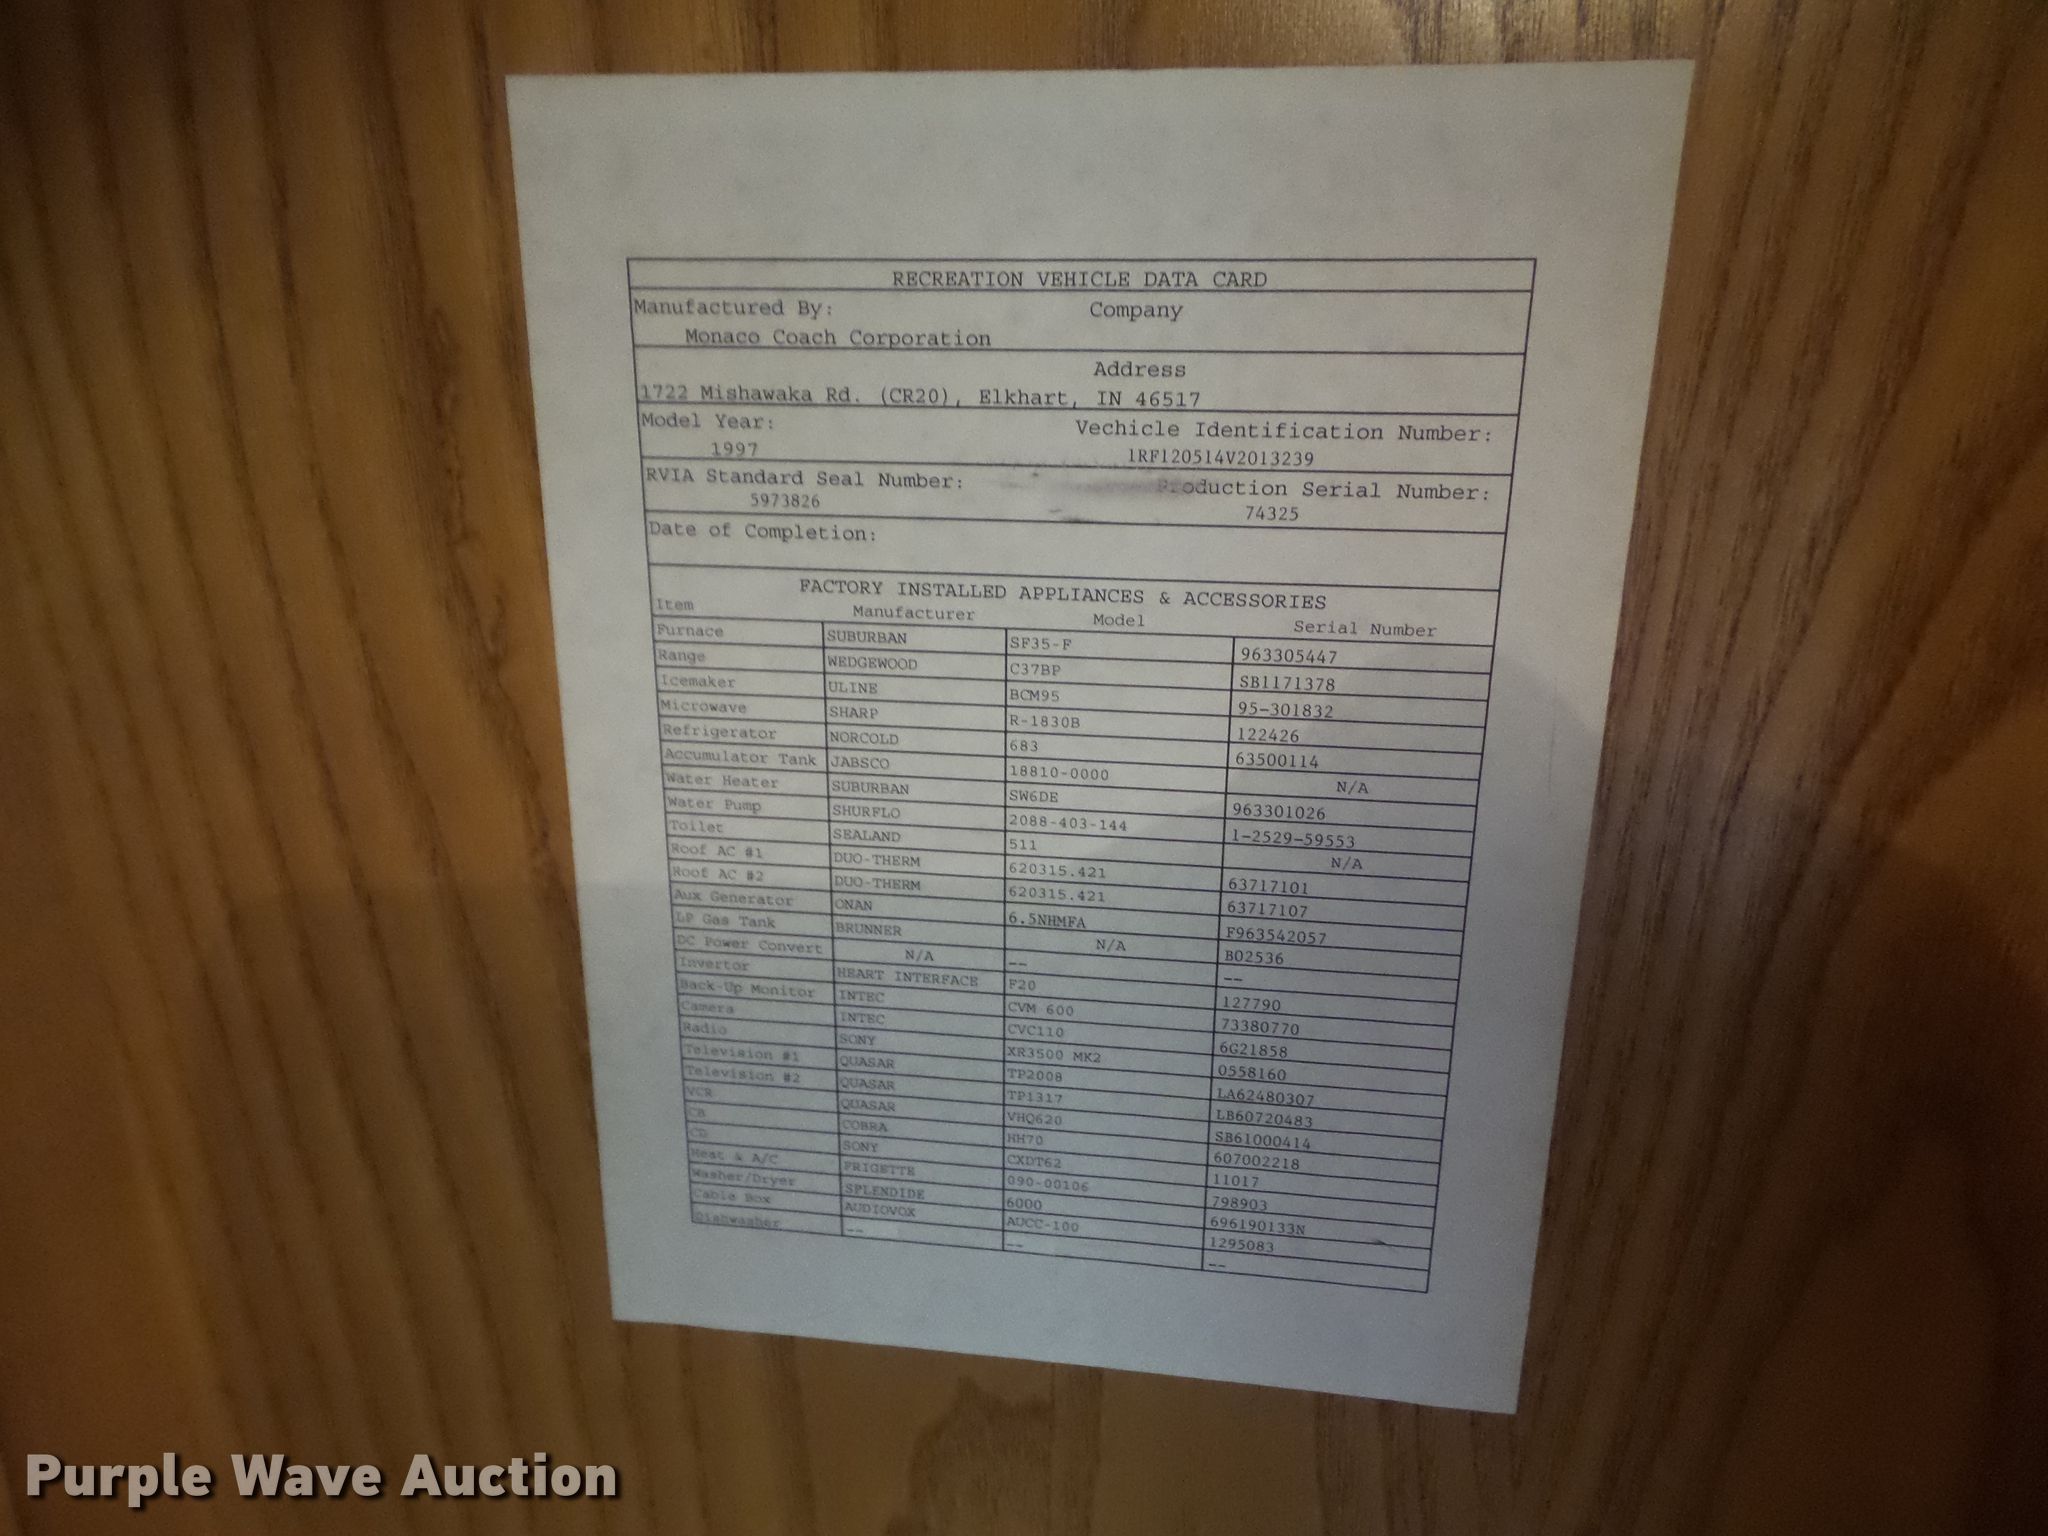 RECREATION VEHICLE DATA CARD
Manufactured By: Company
Monaco Coach Corporation
Address
1722 Mishawaka Rd. (CR20), Elkhart, IN 46517
Model Year: Vechicle Identification Number:
1997 1RF120514V2013239
RVIA Standard Seal Number: Production Serial Number:
5973826 74325
Date of Completion:
FACTORY INSTALLED APPLIANCES & ACCESSORIES
Item Manufacturer Model Serial Number
Furnace SUBURBAN SF35-F 963305447
Range WEDGEWOOD C37BP SB1171378
Icemaker ULINE BCM95 95-301832
Microwave SHARP R-1830B 122426
Refrigerator NORCOLD 683 63500114
Accumulator Tank JABSCO 18810-0000 N/A
Water Heater SUBURBAN SW6DE 963301026
Water Pump SHURFLO 2088-403-144 1-2529-59553
Toilet SEALAND 511 N/A
Roof AC #1 DUO-THERM 620315.421 63717101
Roof AC #2 DUO-THERM 620315.421 63717107
Aux Generator ONAN 6.5NHMFA F963542057
LP Gas Tank BRUNNER N/A B02536
DC Power Convert N/A -- --
Invertor HEART INTERFACE F20 127790
Back-Up Monitor INTEC CVM 600 73380770
Camera INTEC CVC110 6G21858
Radio SONY XR3500 MK2 0558160
Television #1 QUASAR TP2008 LA62480307
Television #2 QUASAR TP1317 LB60720483
VCR QUASAR VHQ620 SB61000414
CB COBRA HH70 607002218
CD SONY CXDT62 11017
Heat & A/C FRIGETTE 090-00106 798903
Washer/Dryer SPLENDIDE 6000 696190133N
Cable Box AUDIOVOX AUCC-100 1295083
Dishwasher -- -- --
Purple Wave Auction